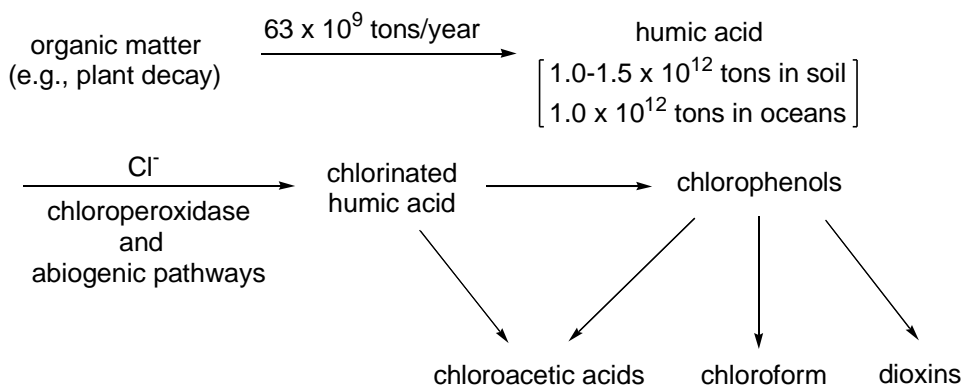 63 x 10⁹ tons/year
organic matter
(e.g., plant decay)
humic acid
1.0-1.5 x 10¹² tons in soil
1.0 x 10¹² tons in oceans
Cl⁻
chloroperoxidase
and
abiogenic pathways
chlorinated
humic acid
chlorophenols
chloroacetic acids
chloroform
dioxins